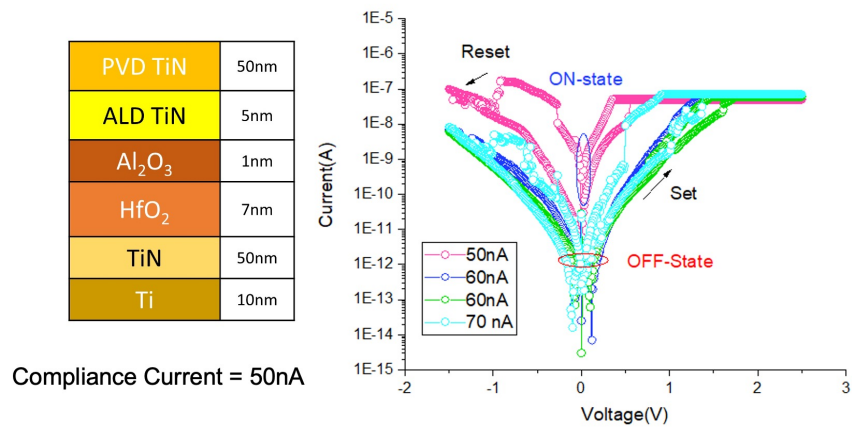 PVD TiN 50nm
ALD TiN 5nm
Al₂O₃ 1nm
HfO₂ 7nm
TiN 50nm
Ti 10nm
Compliance Current = 50nA
1E-5
1E-6
1E-7
1E-8
1E-9
1E-10
1E-11
1E-12
1E-13
1E-14
1E-15
Current(A)
Reset
ON-state
Set
OFF-State
50nA
60nA
60nA
70 nA
-2 -1 0 1 2 3
Voltage(V)